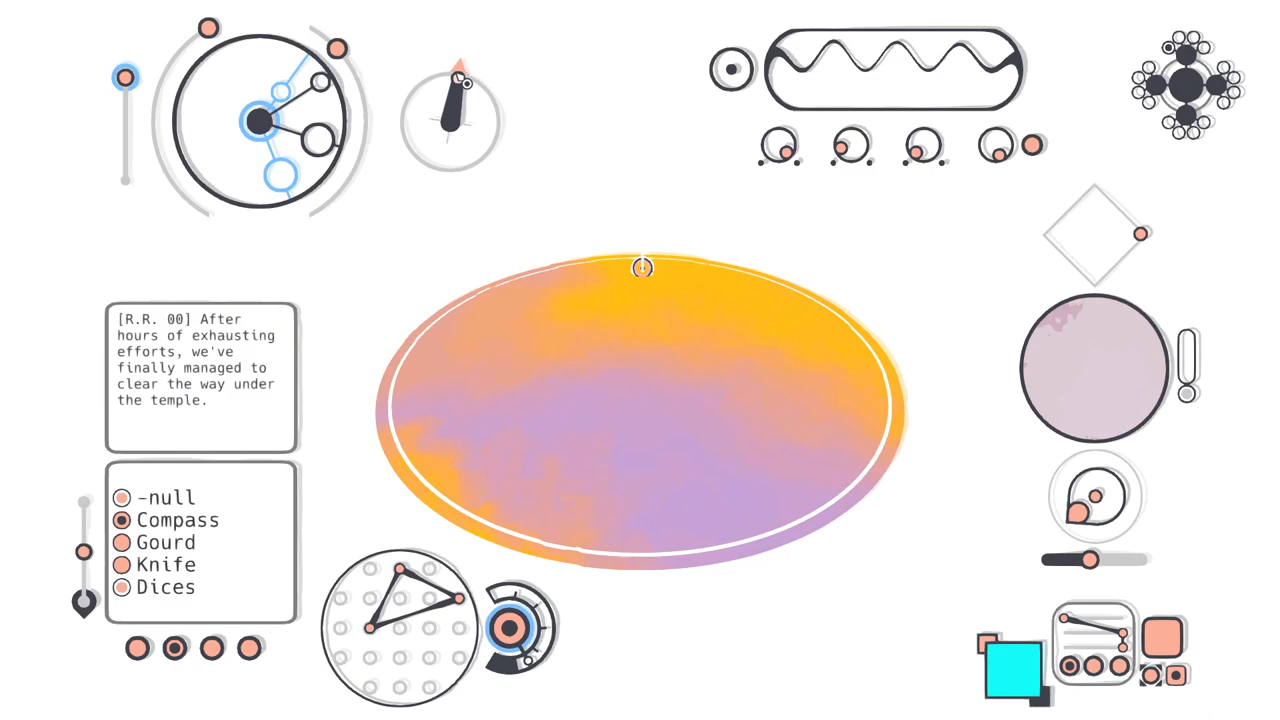 [R.R. 00] After
hours of exhausting
efforts, we've
finally managed to
clear the way under
the temple.
-null
Compass
Gourd
Knife
Dices